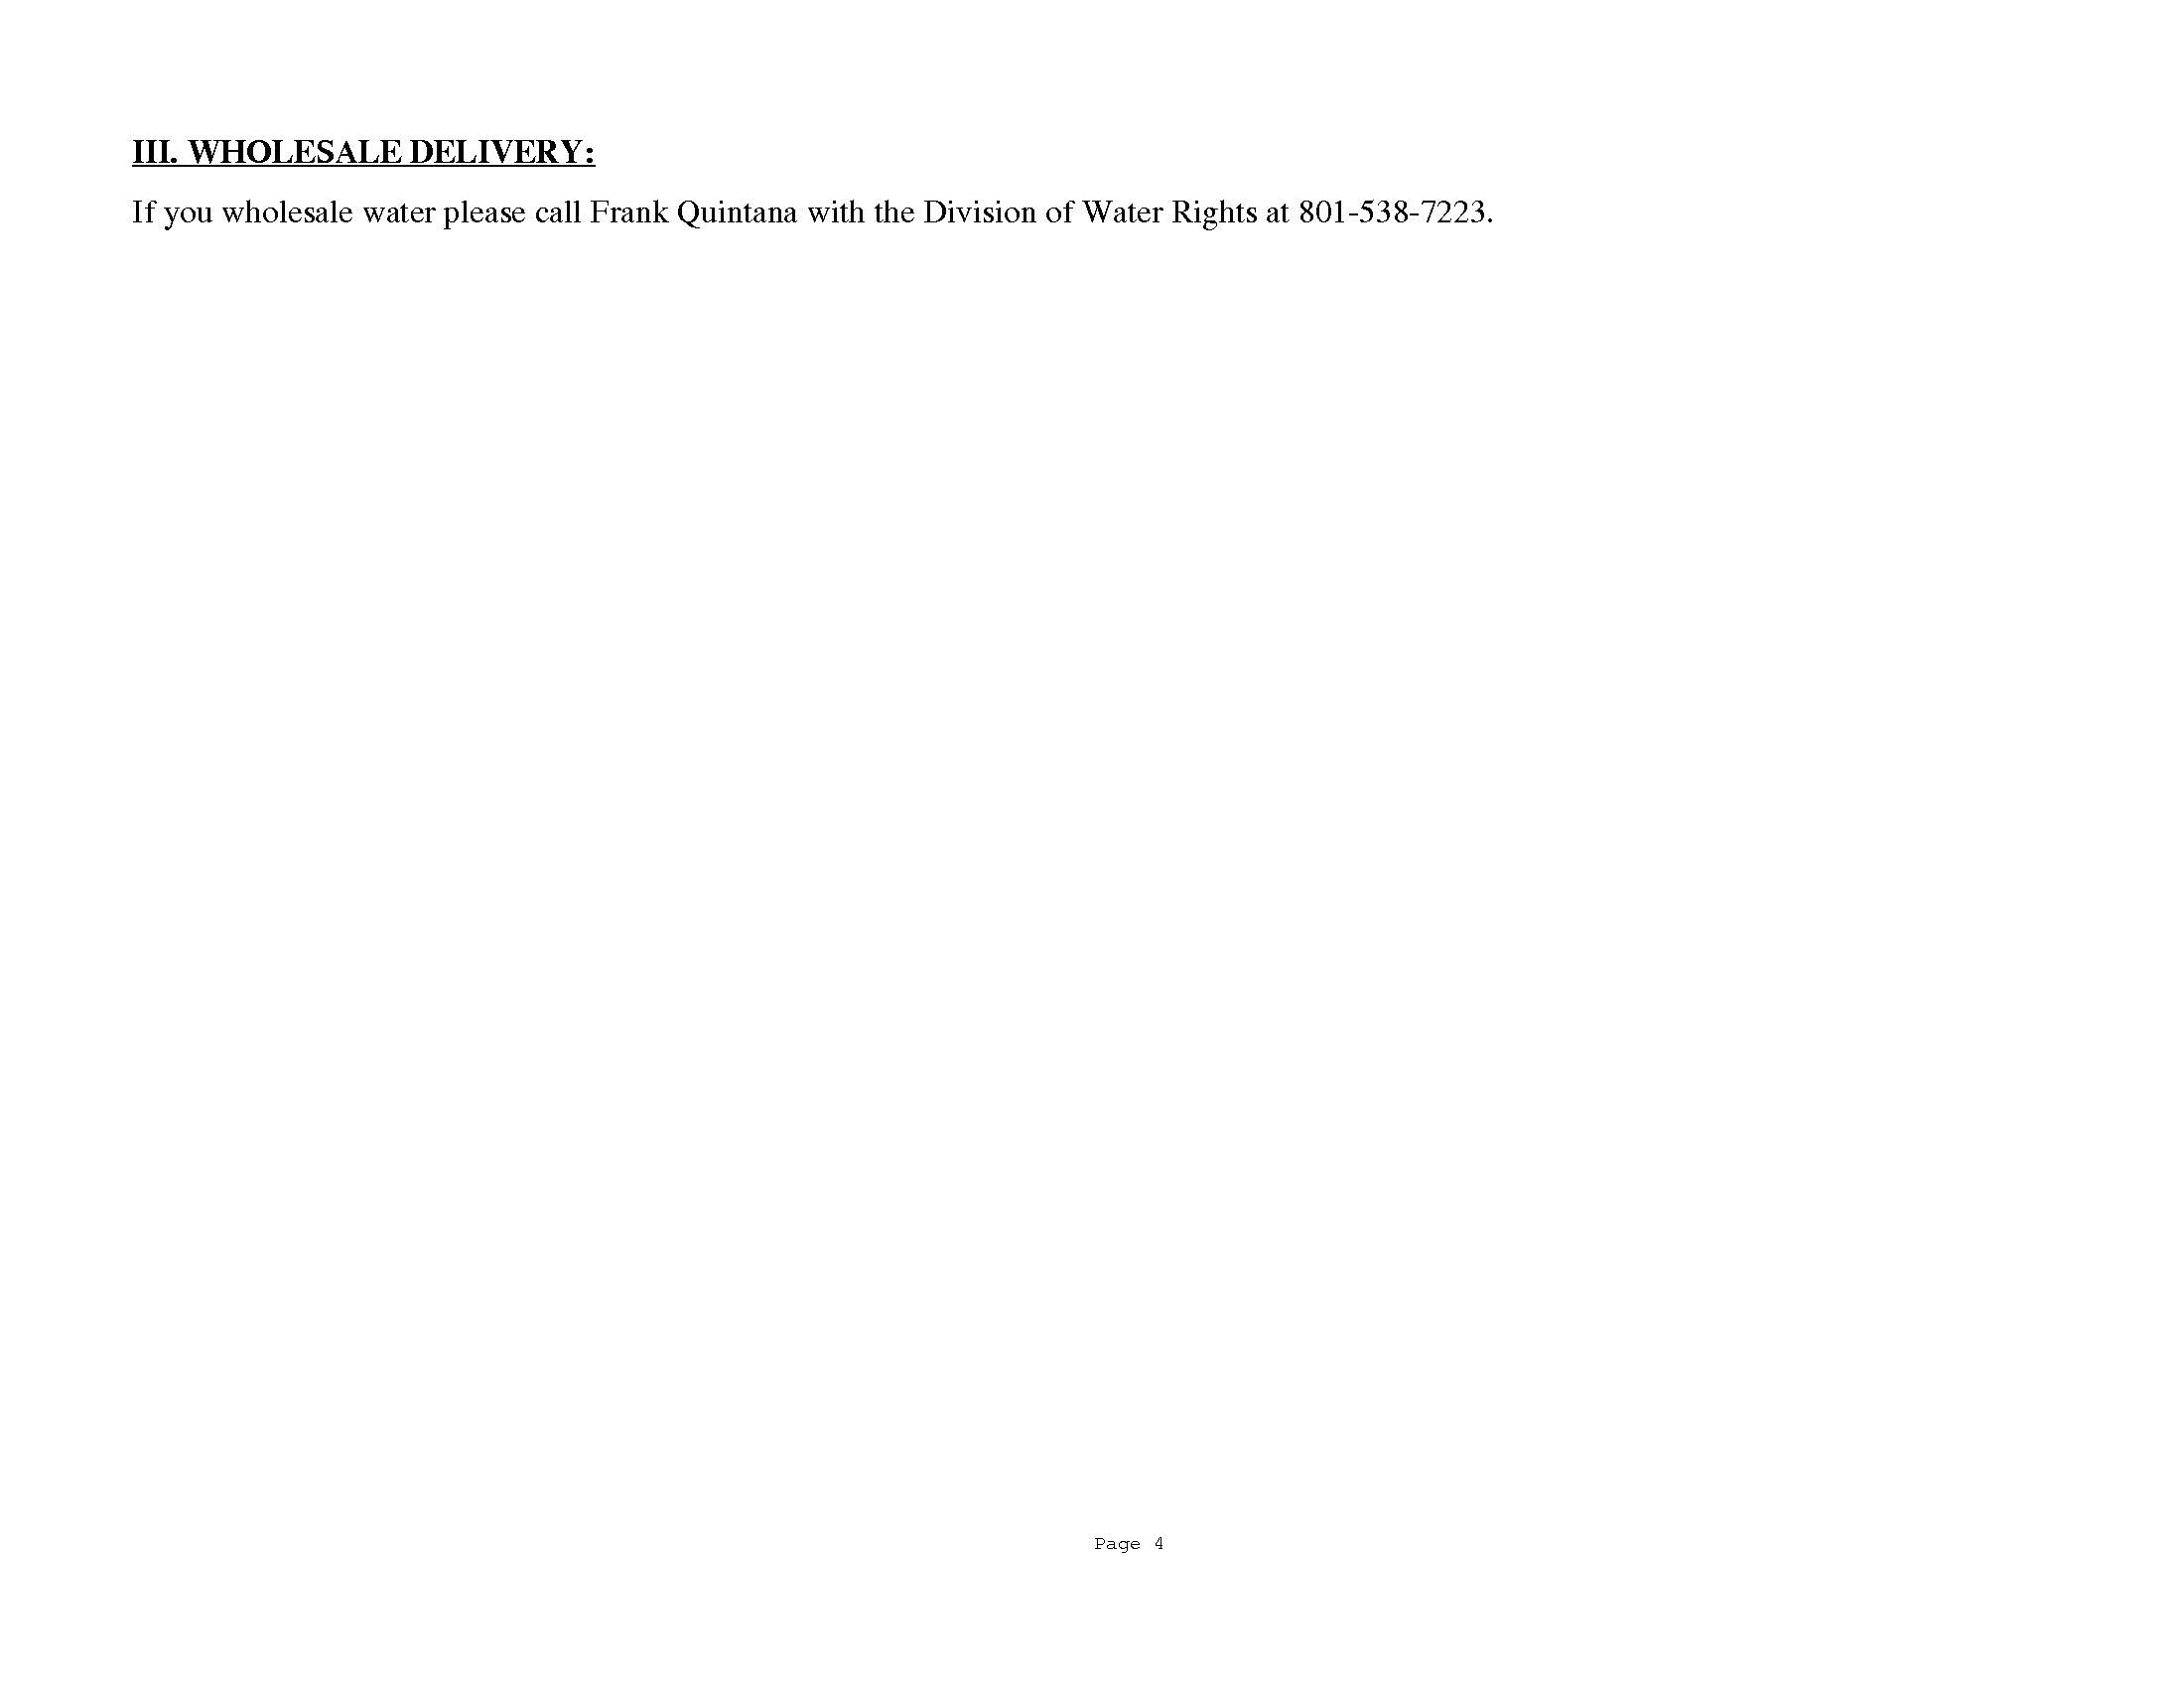 III. WHOLESALE DELIVERY:
If you wholesale water please call Frank Quintana with the Division of Water Rights at 801-538-7223.
Page 4